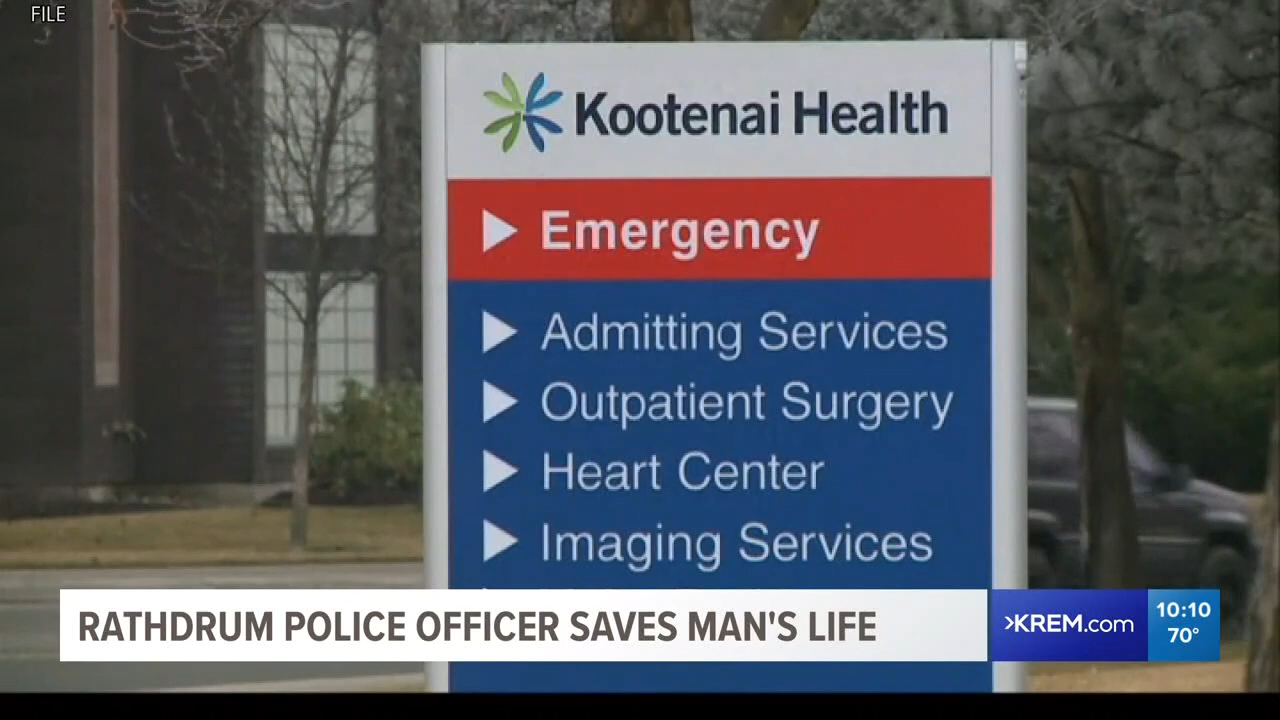 FILE
Kootenai Health
Emergency
Admitting Services
Outpatient Surgery
Heart Center
Imaging Services
RATHDRUM POLICE OFFICER SAVES MAN'S LIFE
>KREM.com
10:10
70°